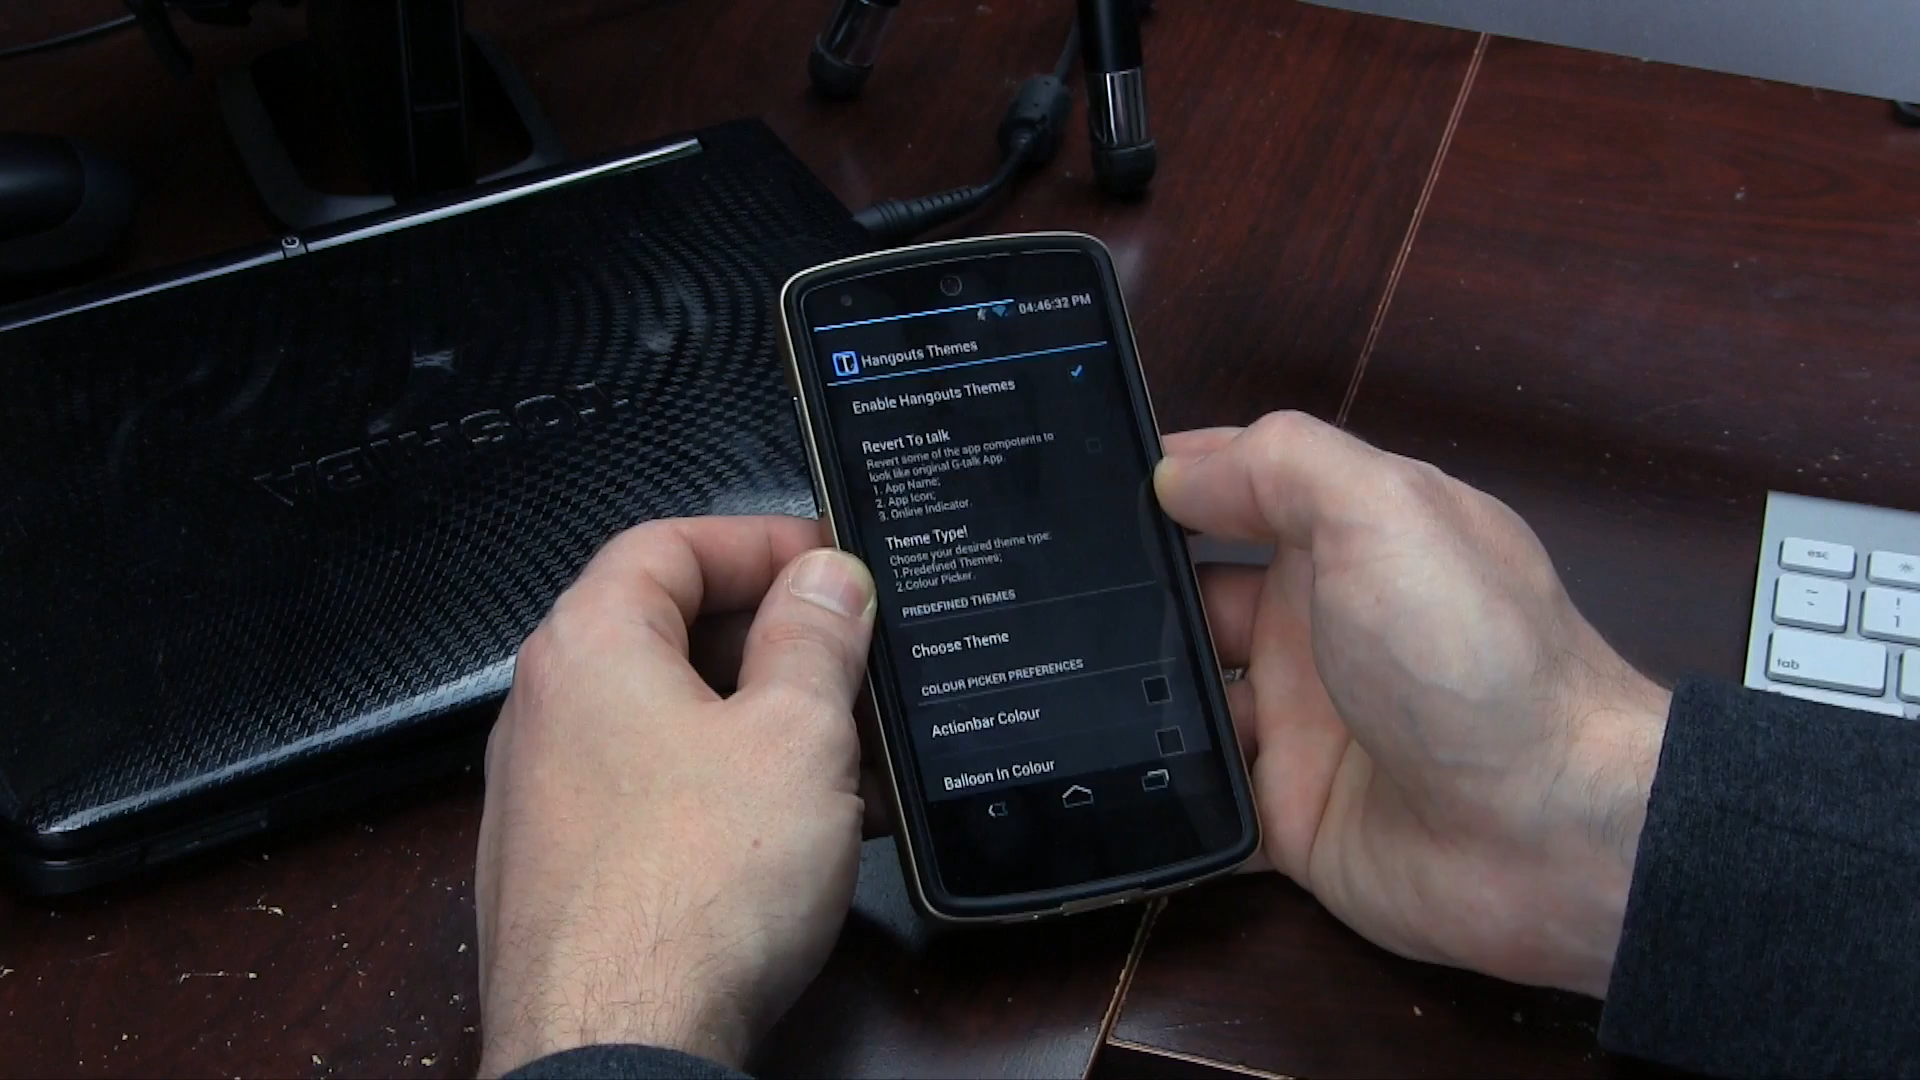 TOSHIBA
04:46:32 PM
Hangouts Themes
Enable Hangouts Themes
Revert To talk
Revert some of the app compotents to
look like original G-talk App.
1. App Name;
2. App Icon;
3. Online Indicator.
Theme Type!
Choose your desired theme type:
1.Predefined Themes;
2.Colour Picker.
PREDEFINED THEMES
Choose Theme
COLOUR PICKER PREFERENCES
Actionbar Colour
Balloon In Colour
esc
~
!
1
tab